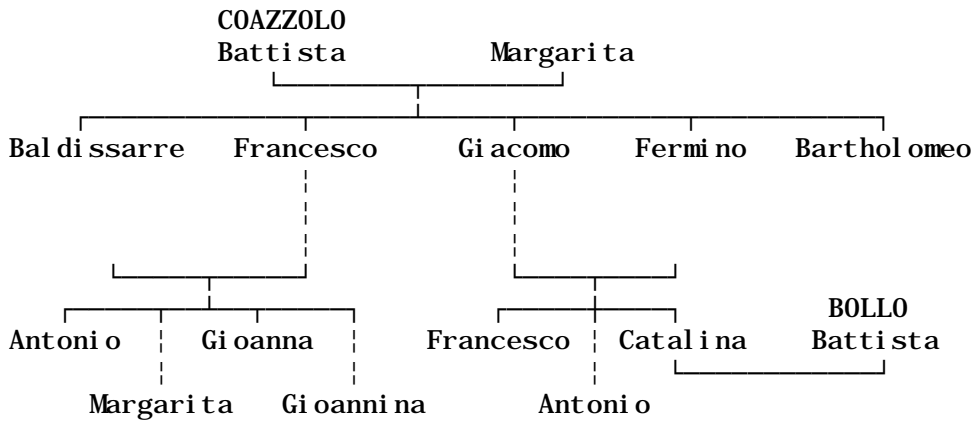 COAZZOLO
Battista Margarita
Baldissarre Francesco Giacomo Fermino Bartholomeo
BOLLO
Antonio Gioanna Francesco Catalina Battista
Margarita Gioannina Antonio